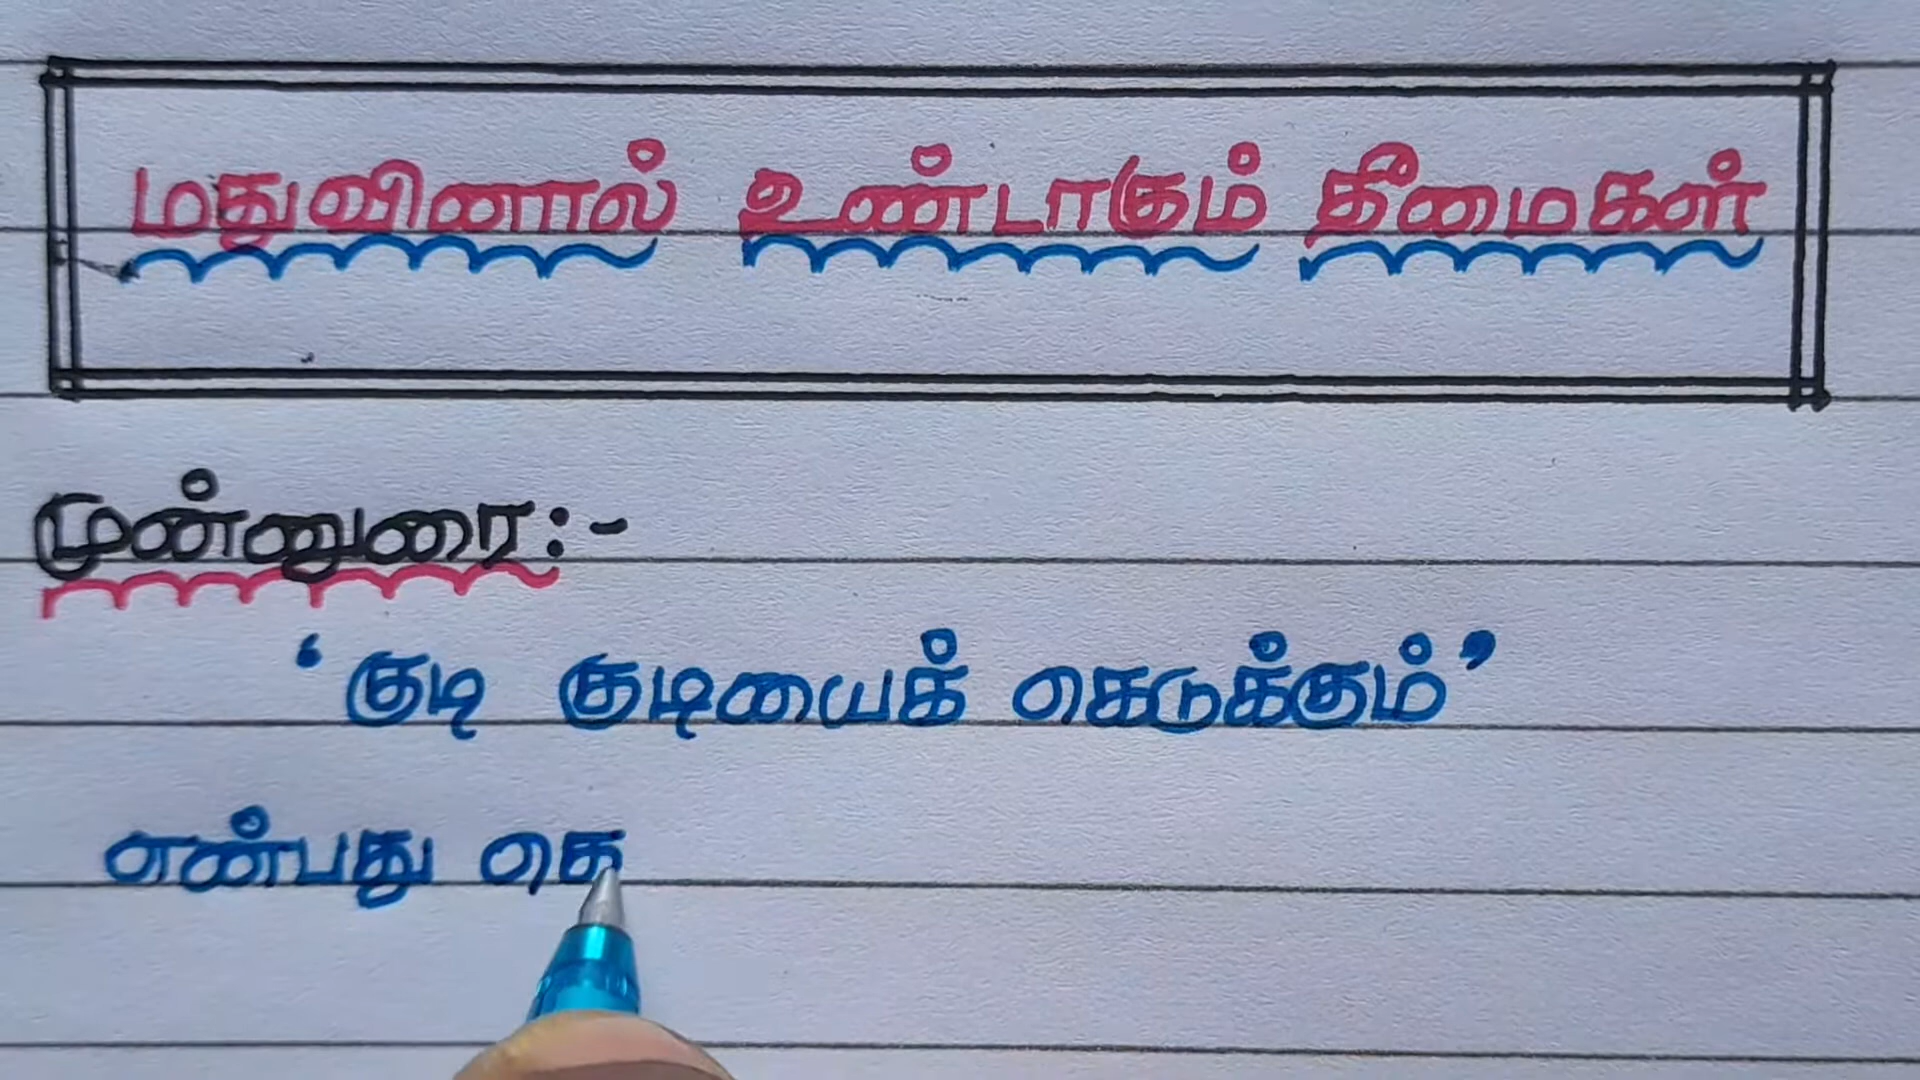 மதுவினால் உண்டாகும் தீமைகள்
முன்னுரை:-
‘குடி குடியைக் கெடுக்கும்’
என்பது கெ